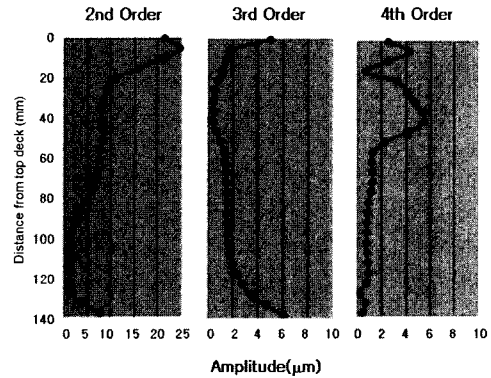 2nd Order 3rd Order 4th Order
Distance from top deck (mm)
0
20
40
60
80
100
120
140
0 5 10 15 20 25 0 2 4 6 8 10 0 2 4 6 8 10
Amplitude(μm)